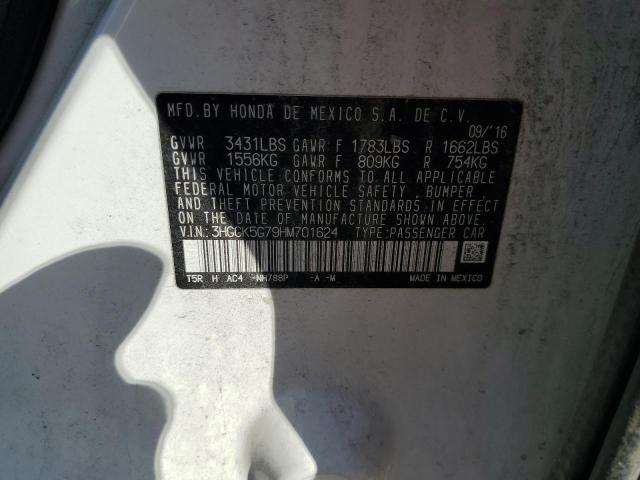 MFD. BY HONDA DE MEXICO S.A. DE C.V.
09/'16
GVWR 3431LBS GAWR F 1783LBS R 1662LBS
GVWR 1556KG GAWR F 809KG R 754KG
THIS VEHICLE CONFORMS TO ALL APPLICABLE
FEDERAL MOTOR VEHICLE SAFETY, BUMPER,
AND THEFT PREVENTION STANDARDS IN EFFECT
ON THE DATE OF MANUFACTURE SHOWN ABOVE.
V.I.N.: 3HGGK5G79HM701624 TYPE:PASSENGER CAR
T5R H AC4 -NH788P -A -M MADE IN MEXICO